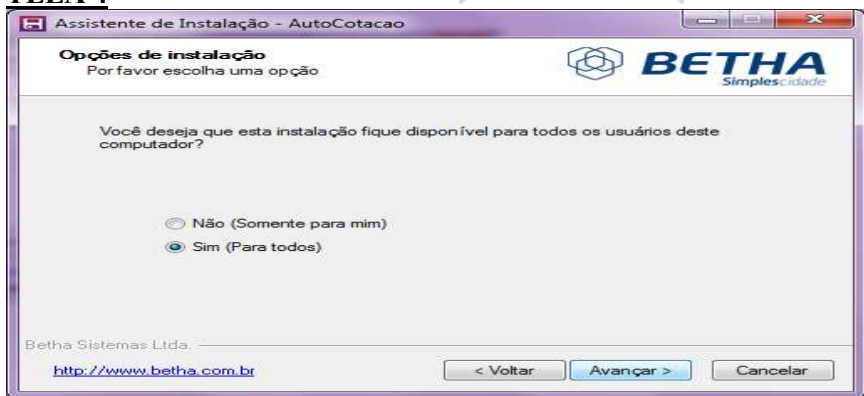 TELA 4
Assistente de Instalação - AutoCotacao
Opções de instalação
Por favor escolha uma opção
BETHA
Simplescidade
Você deseja que esta instalação fique disponível para todos os usuários deste
computador?
Não (Somente para mim)
Sim (Para todos)
Betha Sistemas Ltda.
http://www.betha.com.br
< Voltar
Avançar >
Cancelar